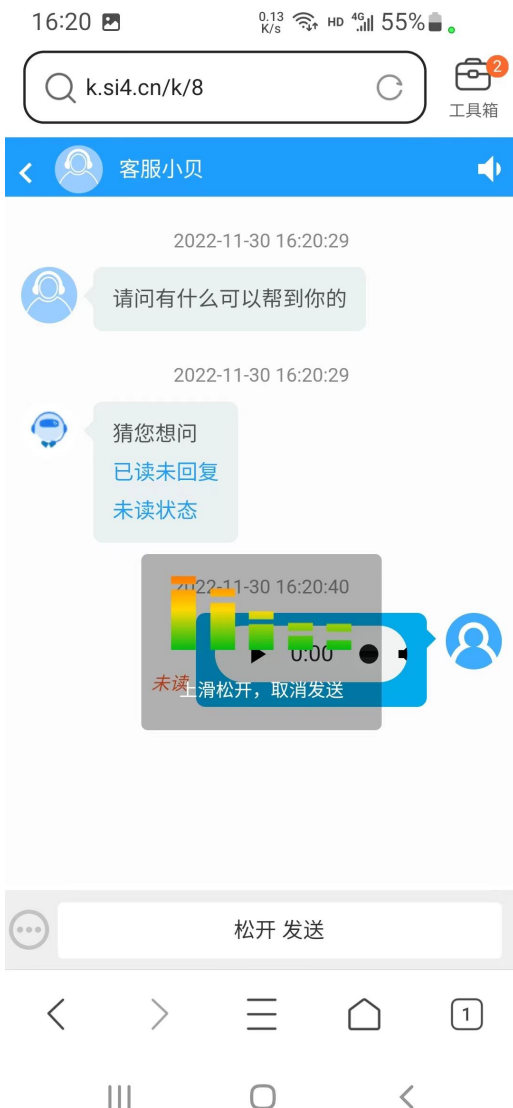 16:20
0.13 K/s HD 4G 55%
k.si4.cn/k/8
2
工具箱
客服小贝
2022-11-30 16:20:29
请问有什么可以帮到你的
2022-11-30 16:20:29
猜您想问
已读未回复
未读状态
2022-11-30 16:20:40
0:00
未读
上滑松开，取消发送
松开 发送
1